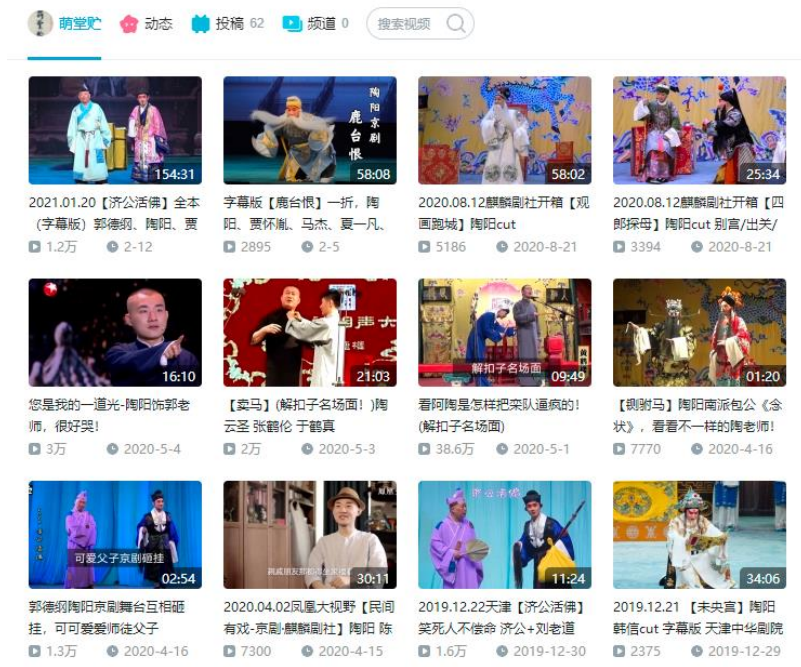 萌堂贮 动态 投稿 62 频道 0 搜索视频
陶阳京剧
鹿台恨
154:31 58:08 58:02 25:34
2021.01.20【济公活佛】全本
（字幕版）郭德纲、陶阳、贾
1.2万 2-12
字幕版【鹿台恨】一折，陶
阳、贾怀胤、马杰、夏一凡、
2895 2-5
2020.08.12麒麟剧社开箱【观
画跑城】陶阳cut
5186 2020-8-21
2020.08.12麒麟剧社开箱【四
郎探母】陶阳cut 别宫/出关/
3394 2020-8-21
解扣子名场面
16:10 21:03 09:49 01:20
您是我的一道光-陶阳饰郭老
师，很好哭！
3万 2020-5-4
【卖马】(解扣子名场面！)陶
云圣 张鹤伦 于鹤真
2万 2020-5-3
看阿陶是怎样把栾队逼疯的！
(解扣子名场面)
38.6万 2020-5-1
【铡驸马】陶阳南派包公《念
状》，看看不一样的陶老师！
7770 2020-4-16
可爱父子京剧砸挂
02:54 30:11 11:24 34:06
郭德纲陶阳京剧舞台互相砸
挂，可可爱爱师徒父子
1.3万 2020-4-16
2020.04.02凤凰大视野【民间
有戏-京剧·麒麟剧社】陶阳 陈
7300 2020-4-15
2019.12.22天津【济公活佛】
笑死人不偿命 济公+刘老道
1.6万 2019-12-30
2019.12.21 【未央宫】陶阳
韩信cut 字幕版 天津中华剧院
2375 2019-12-29